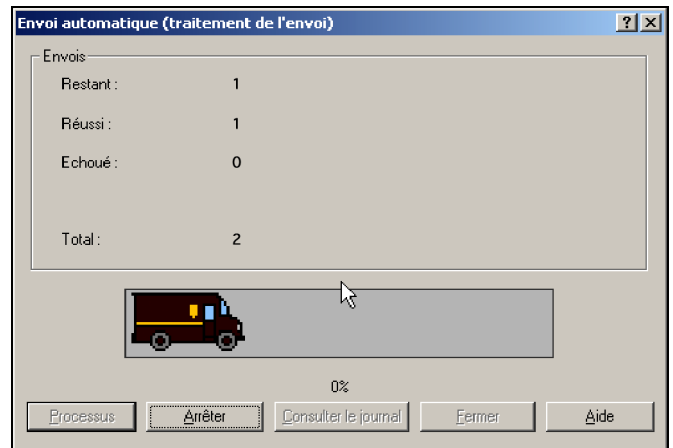 Envoi automatique (traitement de l'envoi)
Envois
Restant : 1
Réussi : 1
Echoué : 0
Total : 2
0%
Processus Arrêter Consulter le journal Fermer Aide